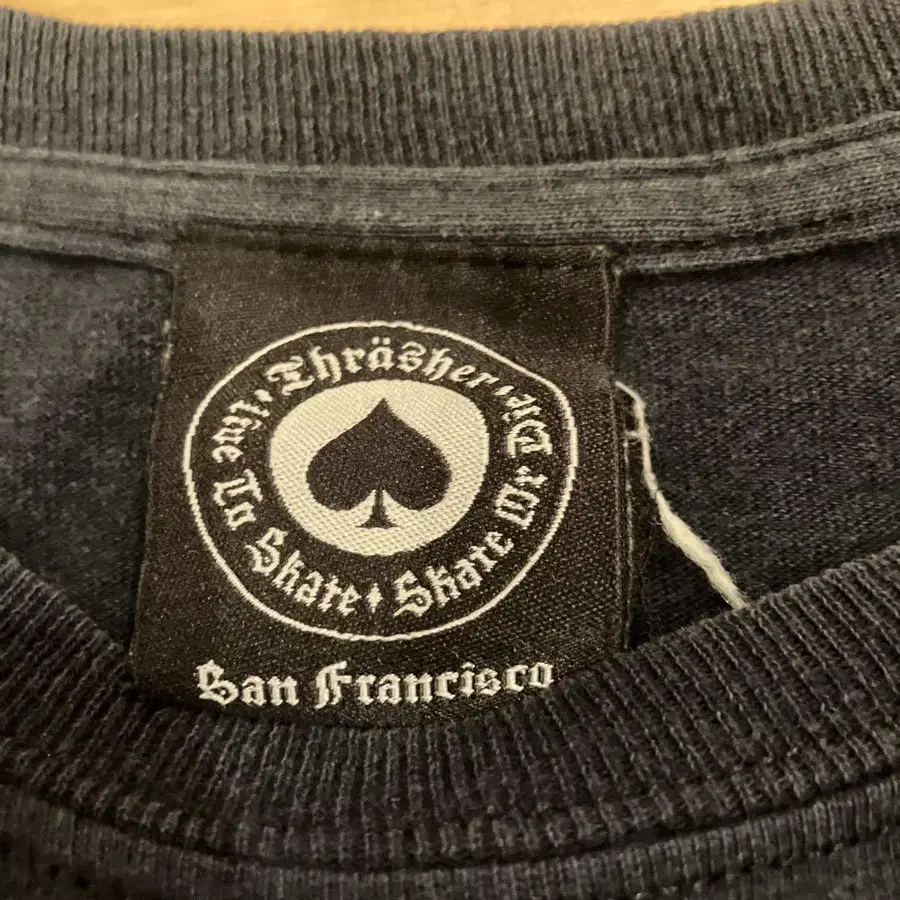 Thräsher
live To Skate • Skate Or Die
San Francisco